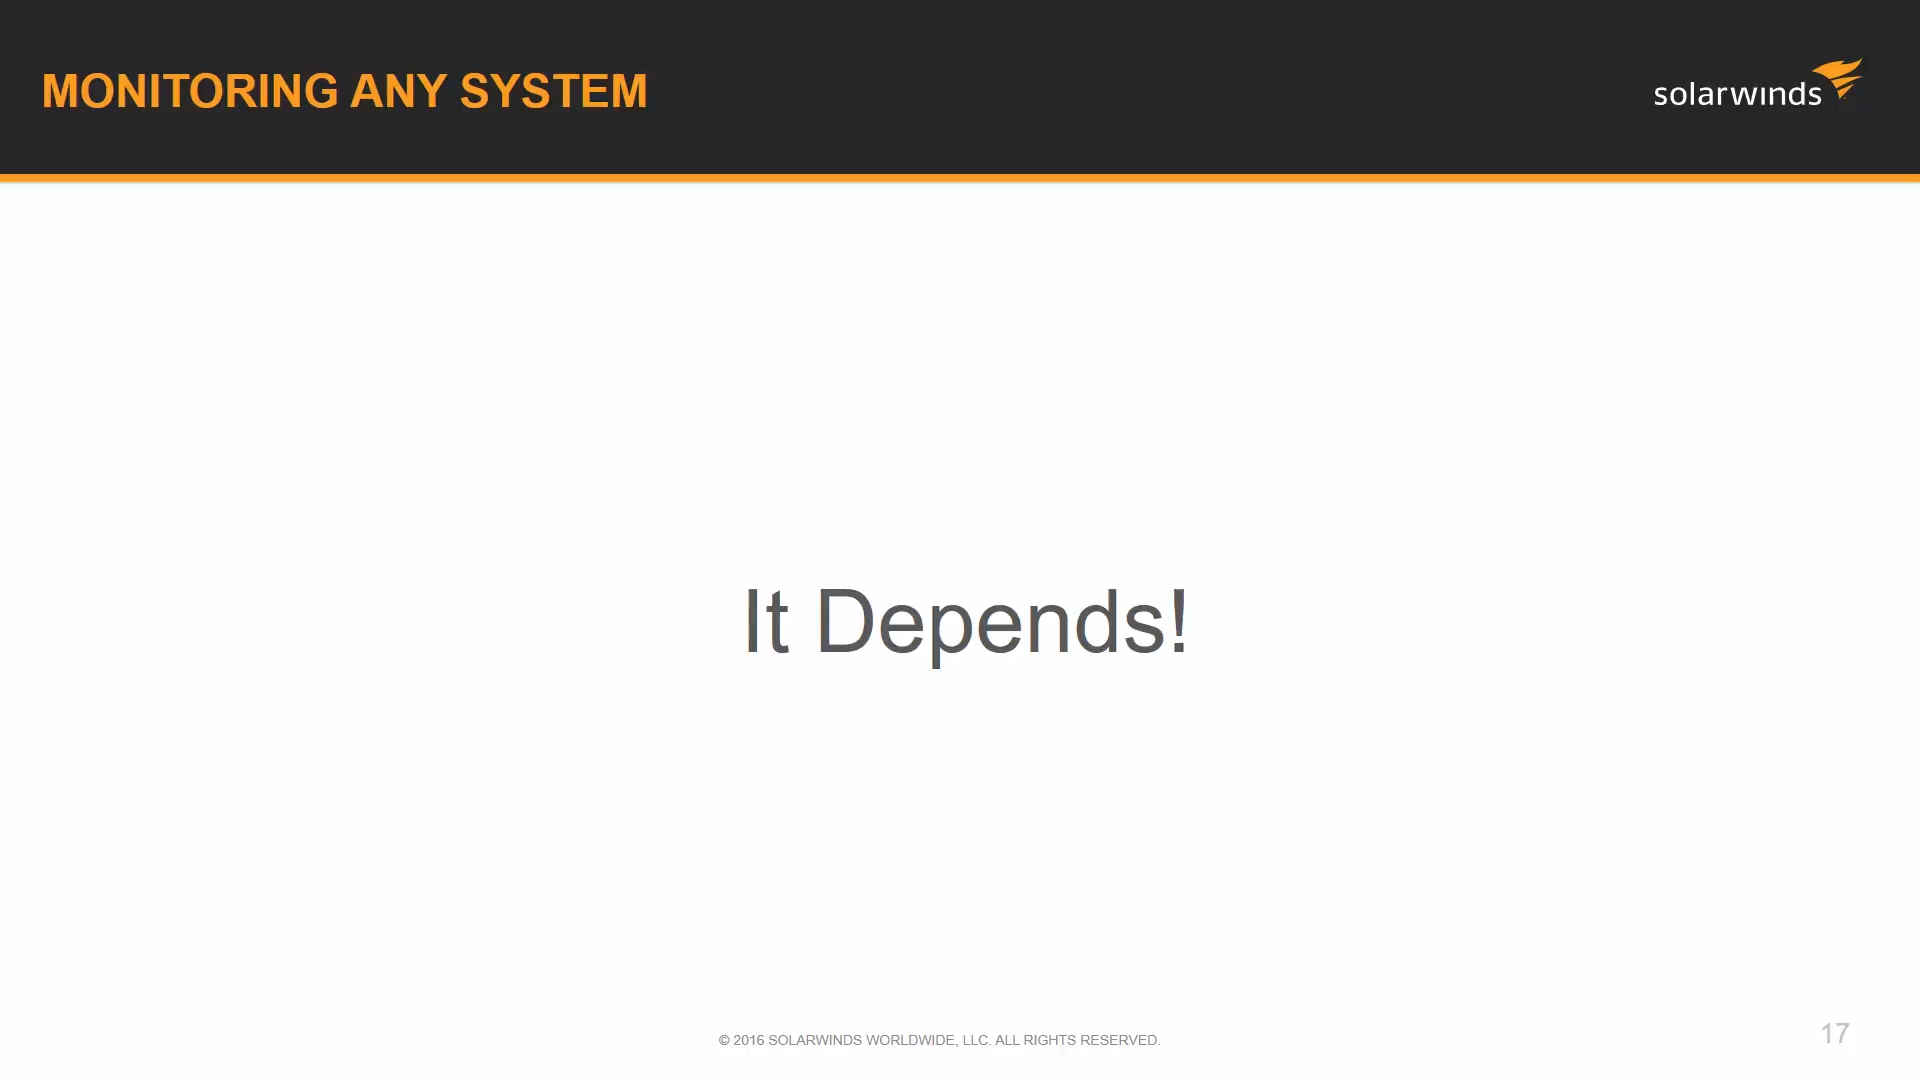 MONITORING ANY SYSTEM
solarwinds
It Depends!
© 2016 SOLARWINDS WORLDWIDE, LLC. ALL RIGHTS RESERVED.
17